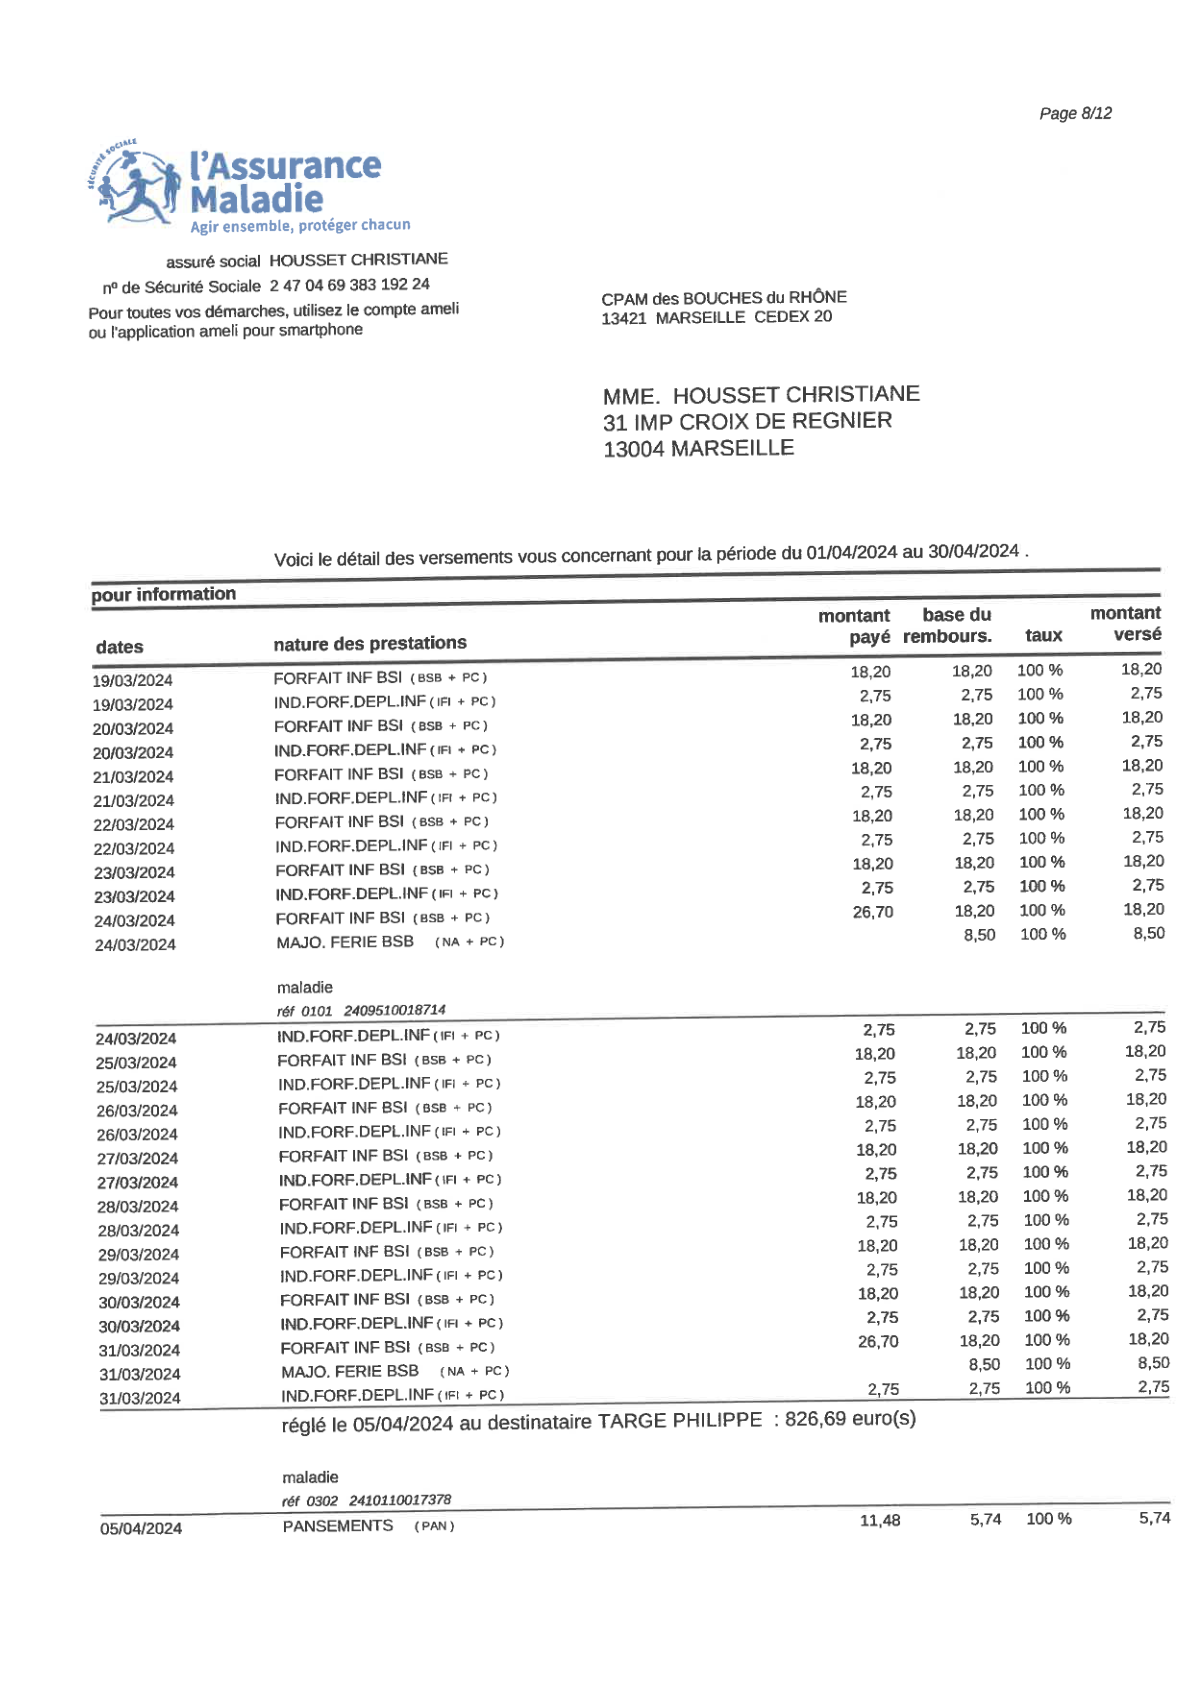 Page 8/12
SÉCURITÉ SOCIALE
l'Assurance
Maladie
Agir ensemble, protéger chacun
assuré social HOUSSET CHRISTIANE
nº de Sécurité Sociale 2 47 04 69 383 192 24
Pour toutes vos démarches, utilisez le compte ameli
ou l'application ameli pour smartphone
CPAM des BOUCHES du RHÔNE
13421 MARSEILLE CEDEX 20
MME. HOUSSET CHRISTIANE
31 IMP CROIX DE REGNIER
13004 MARSEILLE
Voici le détail des versements vous concernant pour la période du 01/04/2024 au 30/04/2024 .
pour information
dates nature des prestations montant payé base du rembours. taux montant versé
19/03/2024 FORFAIT INF BSI (BSB + PC) 18,20 18,20 100 % 18,20
19/03/2024 IND.FORF.DEPL.INF(IFI + PC) 2,75 2,75 100 % 2,75
20/03/2024 FORFAIT INF BSI (BSB + PC) 18,20 18,20 100 % 18,20
20/03/2024 IND.FORF.DEPL.INF(IFI + PC) 2,75 2,75 100 % 2,75
21/03/2024 FORFAIT INF BSI (BSB + PC) 18,20 18,20 100 % 18,20
21/03/2024 IND.FORF.DEPL.INF(IFI + PC) 2,75 2,75 100 % 2,75
22/03/2024 FORFAIT INF BSI (BSB + PC) 18,20 18,20 100 % 18,20
22/03/2024 IND.FORF.DEPL.INF(IFI + PC) 2,75 2,75 100 % 2,75
23/03/2024 FORFAIT INF BSI (BSB + PC) 18,20 18,20 100 % 18,20
23/03/2024 IND.FORF.DEPL.INF(IFI + PC) 2,75 2,75 100 % 2,75
24/03/2024 FORFAIT INF BSI (BSB + PC) 26,70 18,20 100 % 18,20
24/03/2024 MAJO. FERIE BSB (NA + PC) 8,50 100 % 8,50
maladie
réf 0101 2409510018714
24/03/2024 IND.FORF.DEPL.INF(IFI + PC) 2,75 2,75 100 % 2,75
25/03/2024 FORFAIT INF BSI (BSB + PC) 18,20 18,20 100 % 18,20
25/03/2024 IND.FORF.DEPL.INF(IFI + PC) 2,75 2,75 100 % 2,75
26/03/2024 FORFAIT INF BSI (BSB + PC) 18,20 18,20 100 % 18,20
26/03/2024 IND.FORF.DEPL.INF(IFI + PC) 2,75 2,75 100 % 2,75
27/03/2024 FORFAIT INF BSI (BSB + PC) 18,20 18,20 100 % 18,20
27/03/2024 IND.FORF.DEPL.INF(IFI + PC) 2,75 2,75 100 % 2,75
28/03/2024 FORFAIT INF BSI (BSB + PC) 18,20 18,20 100 % 18,20
28/03/2024 IND.FORF.DEPL.INF(IFI + PC) 2,75 2,75 100 % 2,75
29/03/2024 FORFAIT INF BSI (BSB + PC) 18,20 18,20 100 % 18,20
29/03/2024 IND.FORF.DEPL.INF(IFI + PC) 2,75 2,75 100 % 2,75
30/03/2024 FORFAIT INF BSI (BSB + PC) 18,20 18,20 100 % 18,20
30/03/2024 IND.FORF.DEPL.INF(IFI + PC) 2,75 2,75 100 % 2,75
31/03/2024 FORFAIT INF BSI (BSB + PC) 26,70 18,20 100 % 18,20
31/03/2024 MAJO. FERIE BSB (NA + PC) 8,50 100 % 8,50
31/03/2024 IND.FORF.DEPL.INF(IFI + PC) 2,75 2,75 100 % 2,75
réglé le 05/04/2024 au destinataire TARGE PHILIPPE : 826,69 euro(s)
maladie
réf 0302 2410110017378
05/04/2024 PANSEMENTS (PAN) 11,48 5,74 100 % 5,74